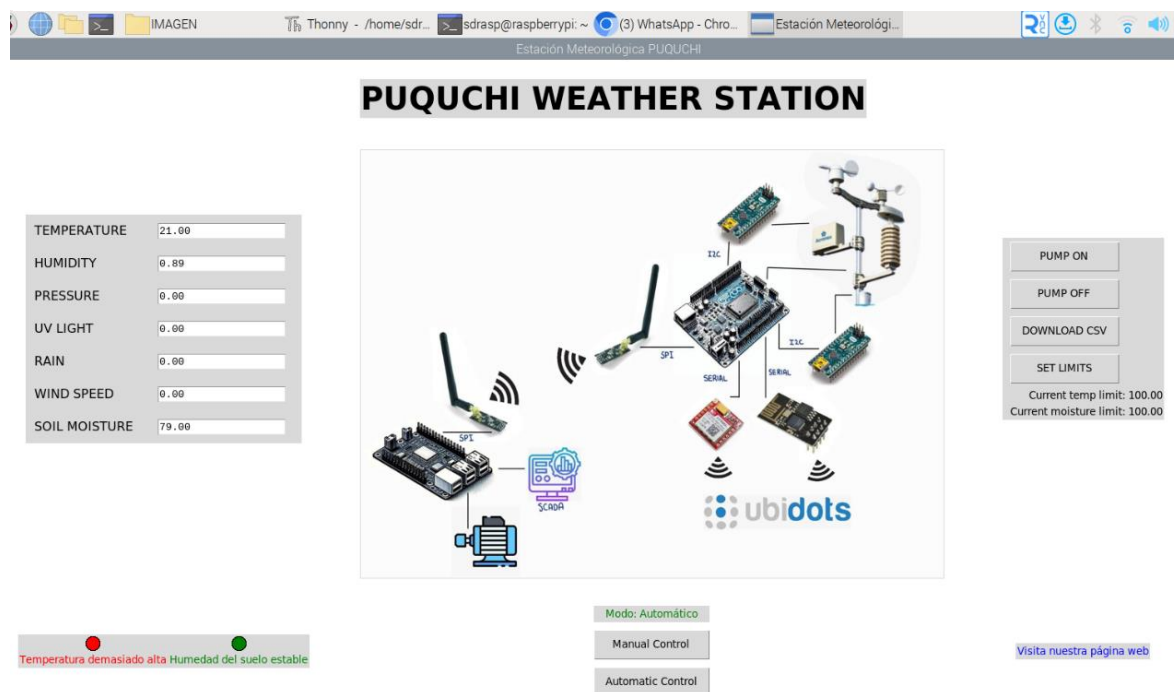 IMAGEN
Thonny - /home/sdr...
sdrasp@raspberrypi: ~
(3) WhatsApp - Chro...
Estación Meteorológi...
Estación Meteorológica PUQUCHI
PUQUCHI WEATHER STATION
TEMPERATURE 21.00
HUMIDITY 0.89
PRESSURE 0.00
UV LIGHT 0.00
RAIN 0.00
WIND SPEED 0.00
SOIL MOISTURE 79.00
I2C
SPI
I2C
SERIAL
SERIAL
SPI
SCADA
ubidots
PUMP ON
PUMP OFF
DOWNLOAD CSV
SET LIMITS
Current temp limit: 100.00
Current moisture limit: 100.00
Modo: Automático
Manual Control
Automatic Control
Temperatura demasiado alta
Humedad del suelo estable
Visita nuestra página web